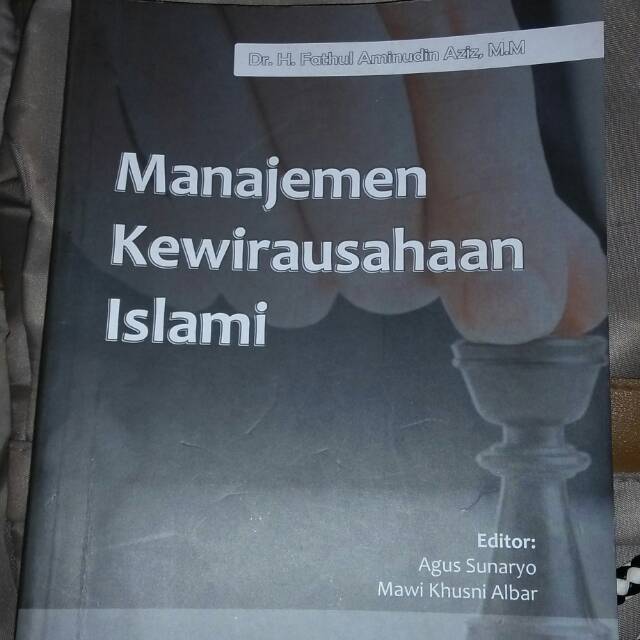 Dr. H. Fathul Aminudin Aziz, M.M
Manajemen
Kewirausahaan
Islami
Editor:
Agus Sunaryo
Mawi Khusni Albar